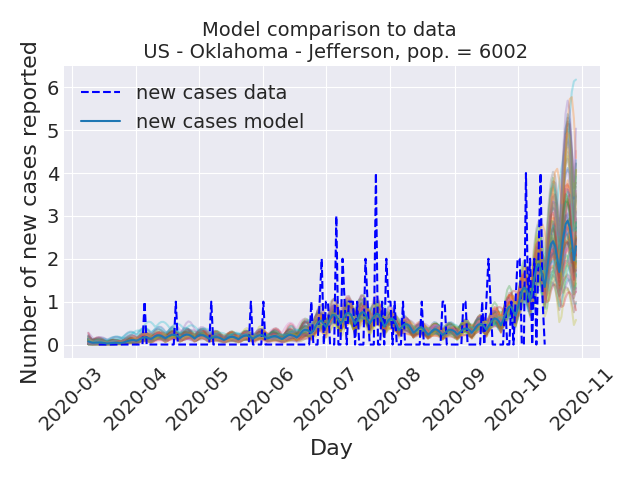 Model comparison to data
US - Oklahoma - Jefferson, pop. = 6002
new cases data
new cases model
Number of new cases reported
6
5
4
3
2
1
0
2020-03
2020-04
2020-05
2020-06
2020-07
2020-08
2020-09
2020-10
2020-11
Day